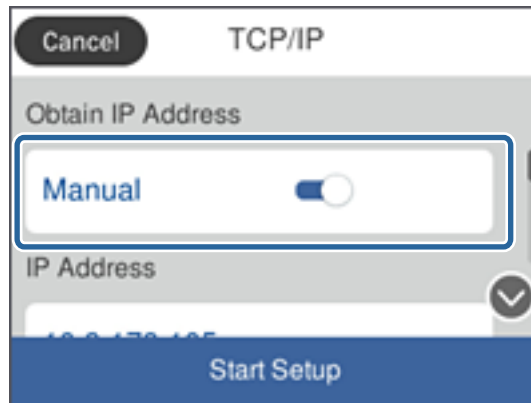 Cancel
TCP/IP
Obtain IP Address
Manual
IP Address
Start Setup